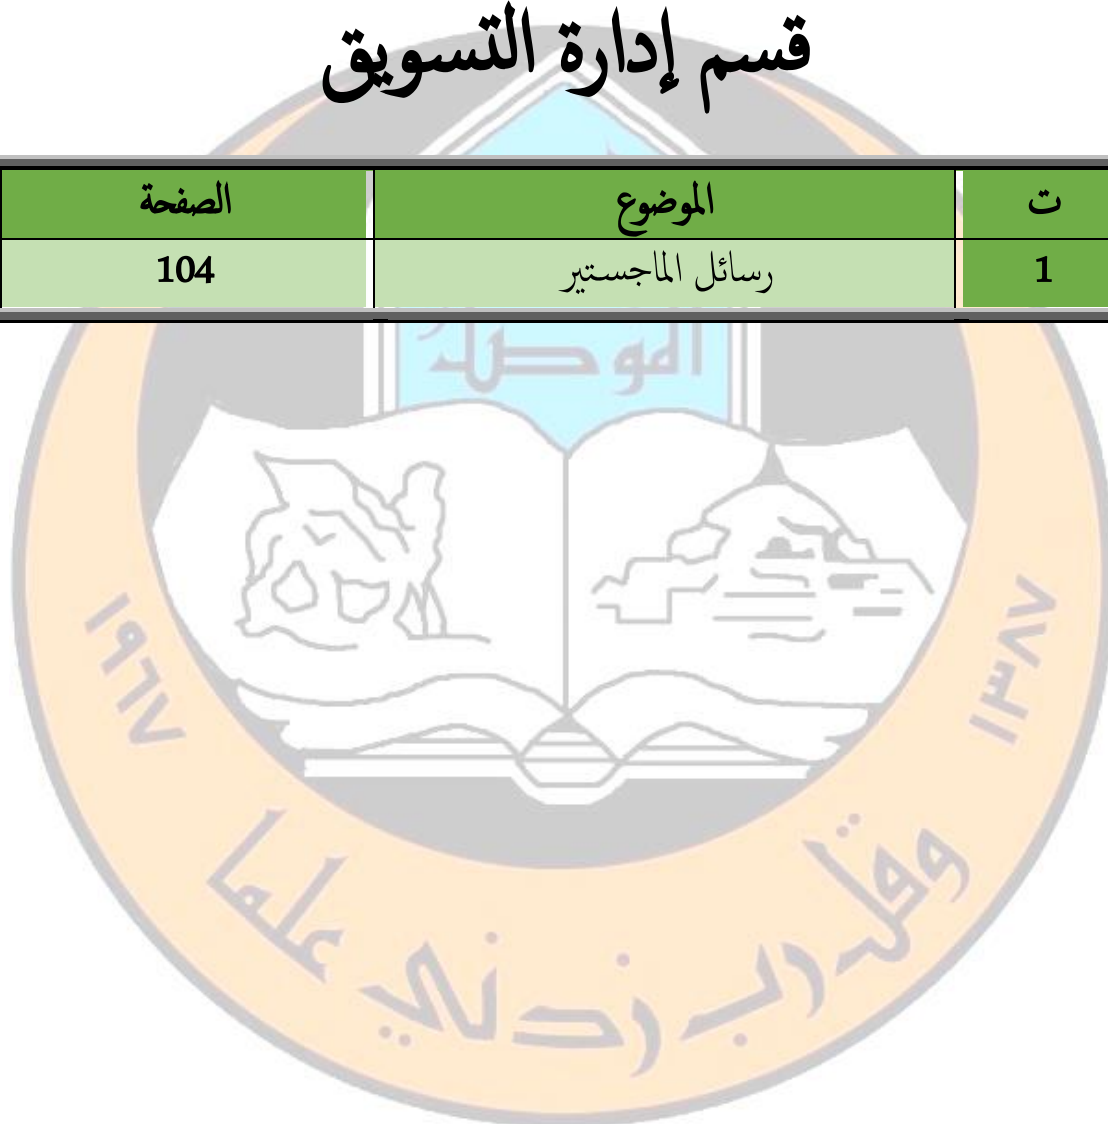 قسم إدارة التسويق
ت الموضوع الصفحة
1 رسائل الماجستير 104
الموصل
١٩٦٧ ١٣٨٧
وقل رب زدني علما